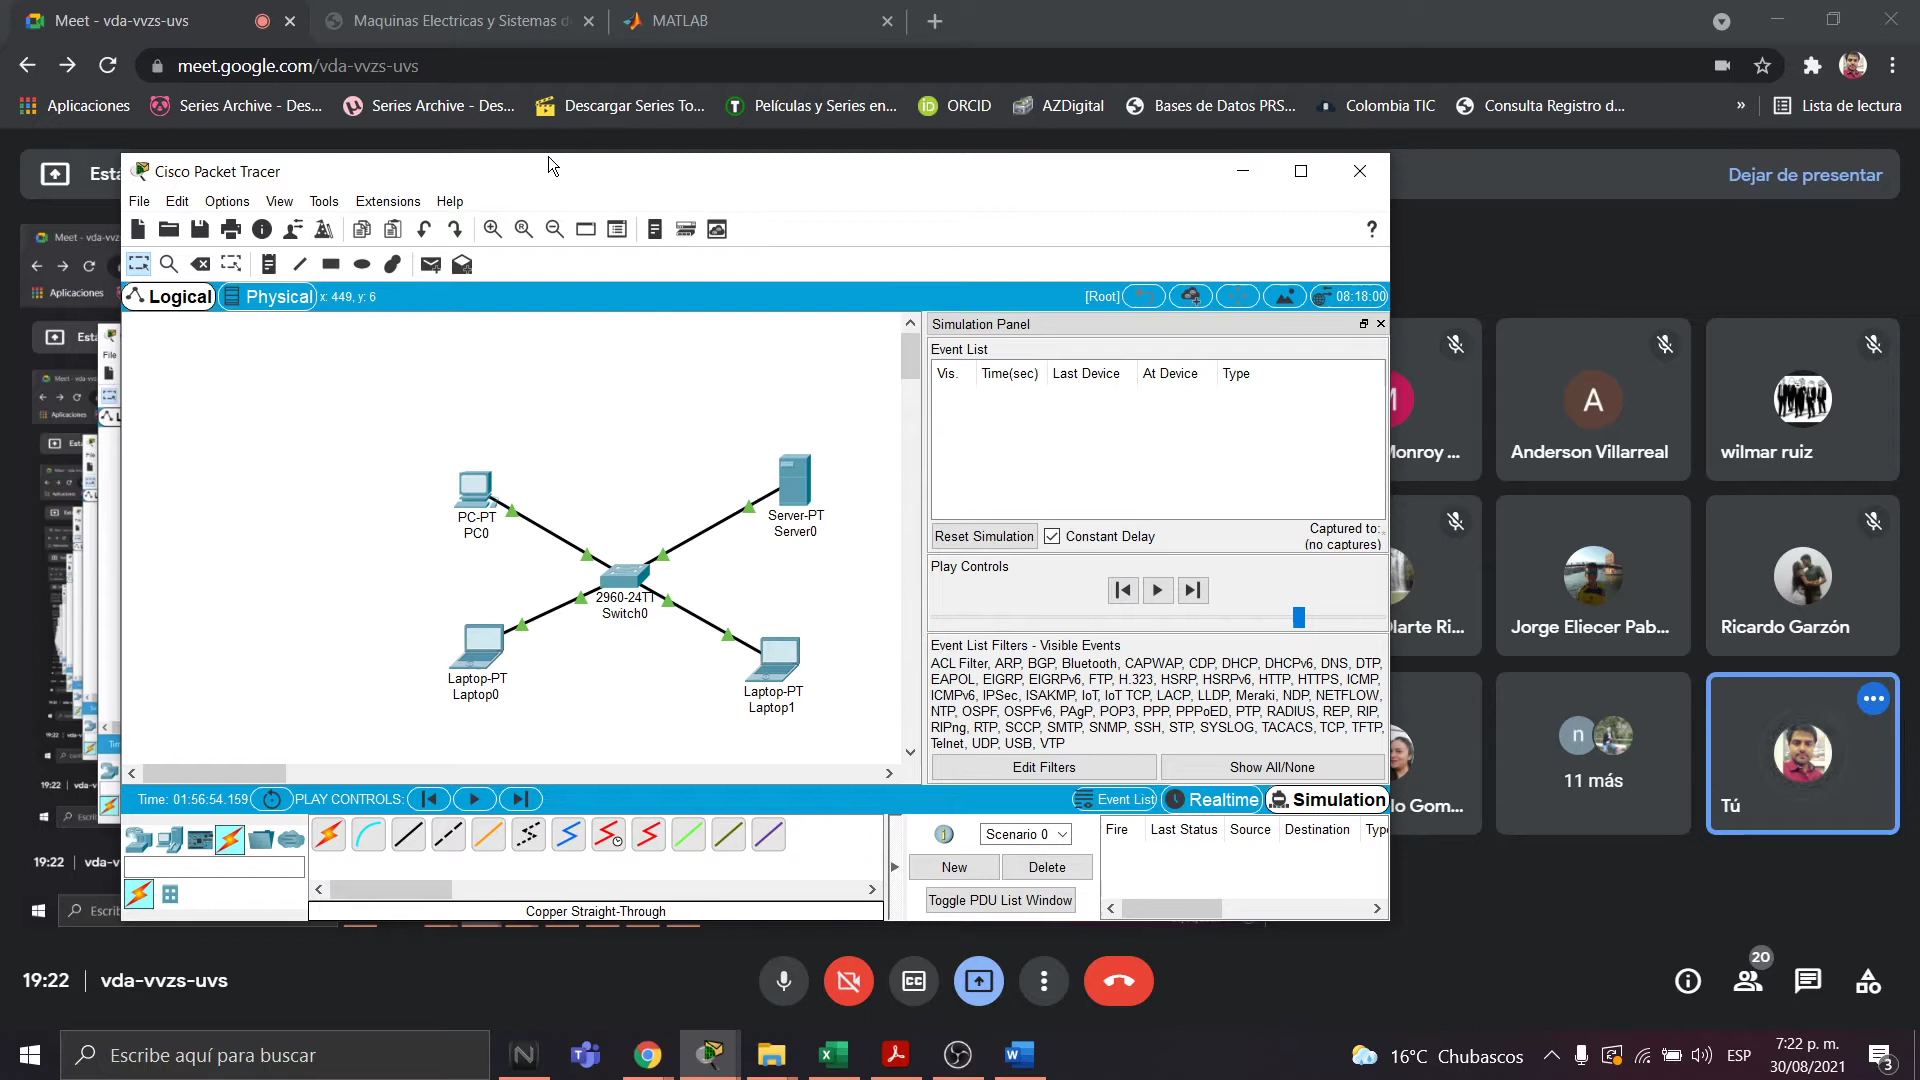 Meet - vda-vvzs-uvs
Maquinas Electricas y Sistemas d
MATLAB
meet.google.com/vda-vvzs-uvs
Aplicaciones
Series Archive - Des...
Series Archive - Des...
Descargar Series To...
Películas y Series en...
ORCID
AZDigital
Bases de Datos PRS...
Colombia TIC
Consulta Registro d...
»
Lista de lectura
Está
Dejar de presentar
Cisco Packet Tracer
File Edit Options View Tools Extensions Help
?
Logical
Physical
x: 449, y: 6
[Root]
08:18:00
PC-PT
PC0
Server-PT
Server0
2960-24TT
Switch0
Laptop-PT
Laptop0
Laptop-PT
Laptop1
Simulation Panel
Event List
Vis. Time(sec) Last Device At Device Type
Reset Simulation
Constant Delay
Captured to:
(no captures)
Play Controls
Event List Filters - Visible Events
ACL Filter, ARP, BGP, Bluetooth, CAPWAP, CDP, DHCP, DHCPv6, DNS, DTP,
EAPOL, EIGRP, EIGRPv6, FTP, H.323, HSRP, HSRPv6, HTTP, HTTPS, ICMP,
ICMPv6, IPSec, ISAKMP, IoT, IoT TCP, LACP, LLDP, Meraki, NDP, NETFLOW,
NTP, OSPF, OSPFv6, PAgP, POP3, PPP, PPPoED, PTP, RADIUS, REP, RIP,
RIPng, RTP, SCCP, SMTP, SNMP, SSH, STP, SYSLOG, TACACS, TCP, TFTP,
Telnet, UDP, USB, VTP
Edit Filters
Show All/None
Time: 01:56:54.159
PLAY CONTROLS:
Event List
Realtime
Simulation
Copper Straight-Through
Scenario 0
New
Delete
Toggle PDU List Window
Fire Last Status Source Destination Type
Monroy ...
A
Anderson Villarreal
wilmar ruiz
Olarte Ri...
Jorge Eliecer Pab...
Ricardo Garzón
lo Gom...
n
11 más
Tú
19:22 vda-vvzs-uvs
20
Escribe aquí para buscar
16°C Chubascos
ESP
7:22 p. m.
30/08/2021
3